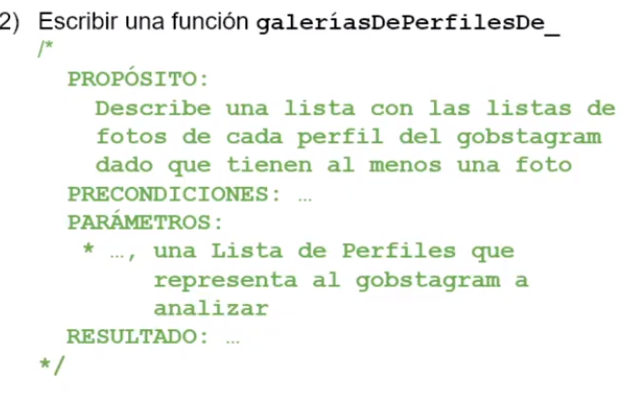 2) Escribir una función galeríasDePerfilesDe_
/*
PROPÓSITO:
Describe una lista con las listas de
fotos de cada perfil del gobstagram
dado que tienen al menos una foto
PRECONDICIONES: …
PARÁMETROS:
* …, una Lista de Perfiles que
representa al gobstagram a
analizar
RESULTADO: …
*/